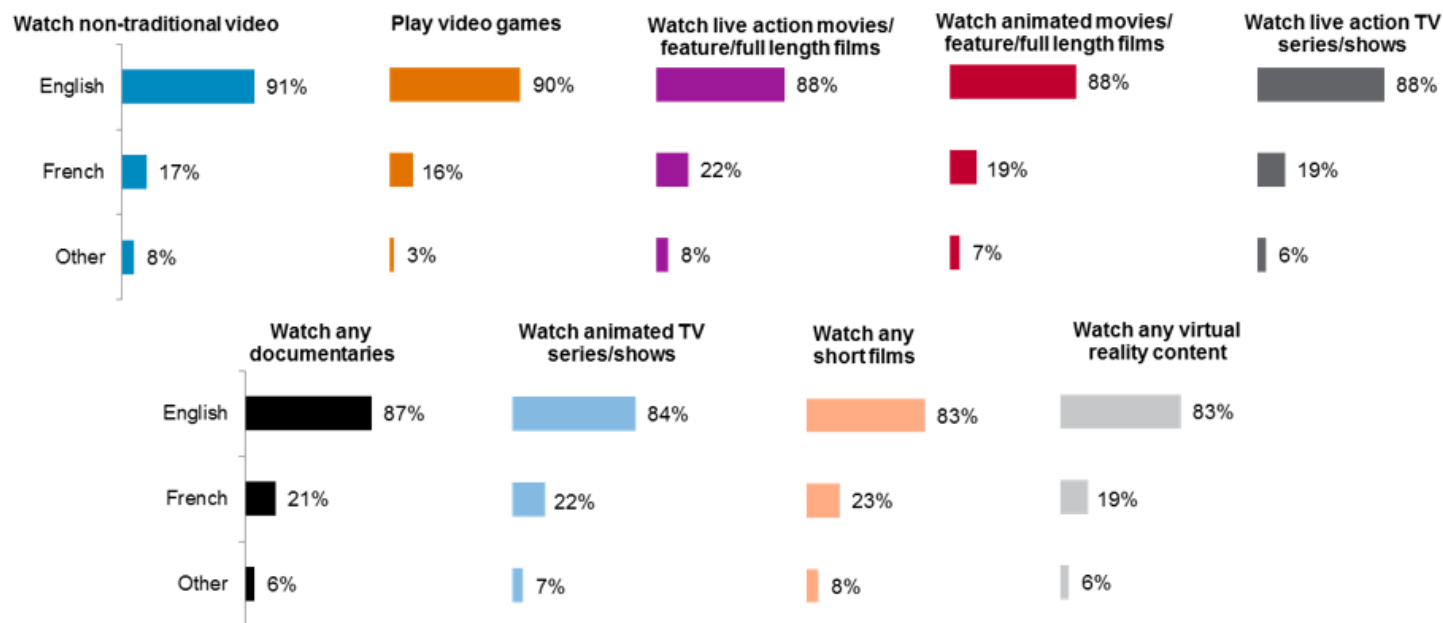 Watch non-traditional video
Play video games
Watch live action movies/
feature/full length films
Watch animated movies/
feature/full length films
Watch live action TV
series/shows
English
91%
90%
88%
88%
88%
French
17%
16%
22%
19%
19%
Other
8%
3%
8%
7%
6%
Watch any
documentaries
Watch animated TV
series/shows
Watch any
short films
Watch any virtual
reality content
English
87%
84%
83%
83%
French
21%
22%
23%
19%
Other
6%
7%
8%
6%